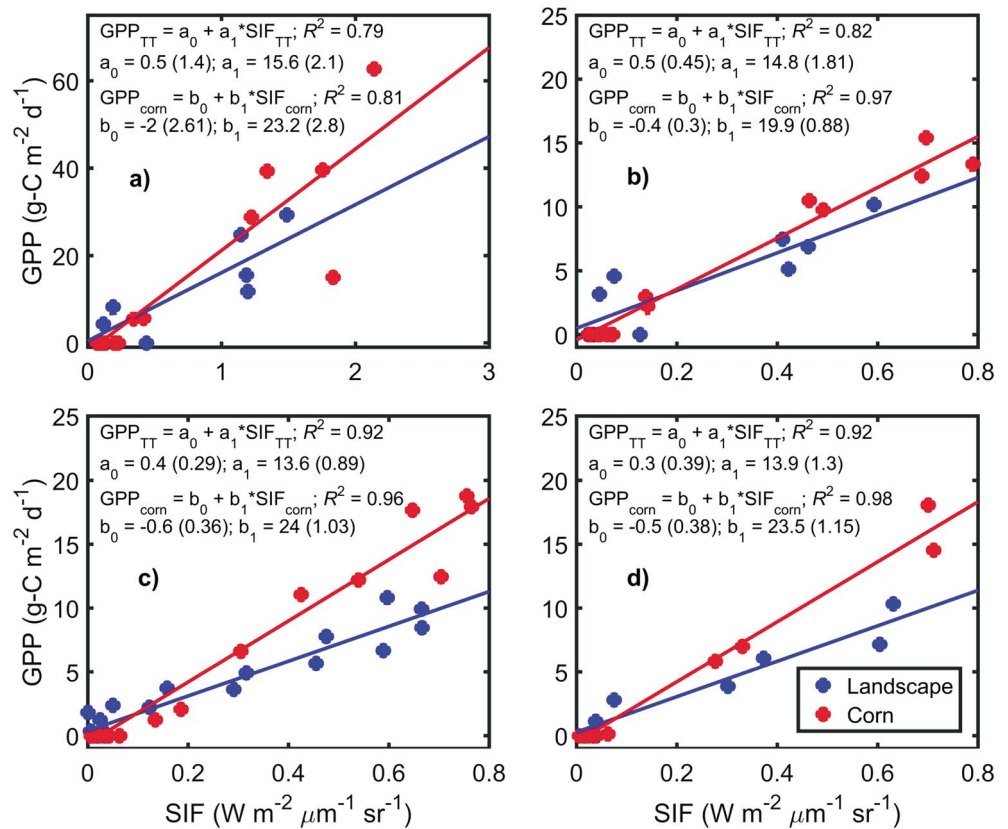 GPP_TT = a_0 + a_1*SIF_TT; R^2 = 0.79
a_0 = 0.5 (1.4); a_1 = 15.6 (2.1)
GPP_corn = b_0 + b_1*SIF_corn; R^2 = 0.81
b_0 = -2 (2.61); b_1 = 23.2 (2.8)
a)
60
40
20
0
GPP (g-C m^-2 d^-1)
0 1 2 3
GPP_TT = a_0 + a_1*SIF_TT; R^2 = 0.82
a_0 = 0.5 (0.45); a_1 = 14.8 (1.81)
GPP_corn = b_0 + b_1*SIF_corn; R^2 = 0.97
b_0 = -0.4 (0.3); b_1 = 19.9 (0.88)
b)
25
20
15
10
5
0
0 0.2 0.4 0.6 0.8
GPP_TT = a_0 + a_1*SIF_TT; R^2 = 0.92
a_0 = 0.4 (0.29); a_1 = 13.6 (0.89)
GPP_corn = b_0 + b_1*SIF_corn; R^2 = 0.96
b_0 = -0.6 (0.36); b_1 = 24 (1.03)
c)
25
20
15
10
5
0
GPP (g-C m^-2 d^-1)
0 0.2 0.4 0.6 0.8
SIF (W m^-2 μm^-1 sr^-1)
GPP_TT = a_0 + a_1*SIF_TT; R^2 = 0.92
a_0 = 0.3 (0.39); a_1 = 13.9 (1.3)
GPP_corn = b_0 + b_1*SIF_corn; R^2 = 0.98
b_0 = -0.5 (0.38); b_1 = 23.5 (1.15)
d)
25
20
15
10
5
0
Landscape
Corn
0 0.2 0.4 0.6 0.8
SIF (W m^-2 μm^-1 sr^-1)